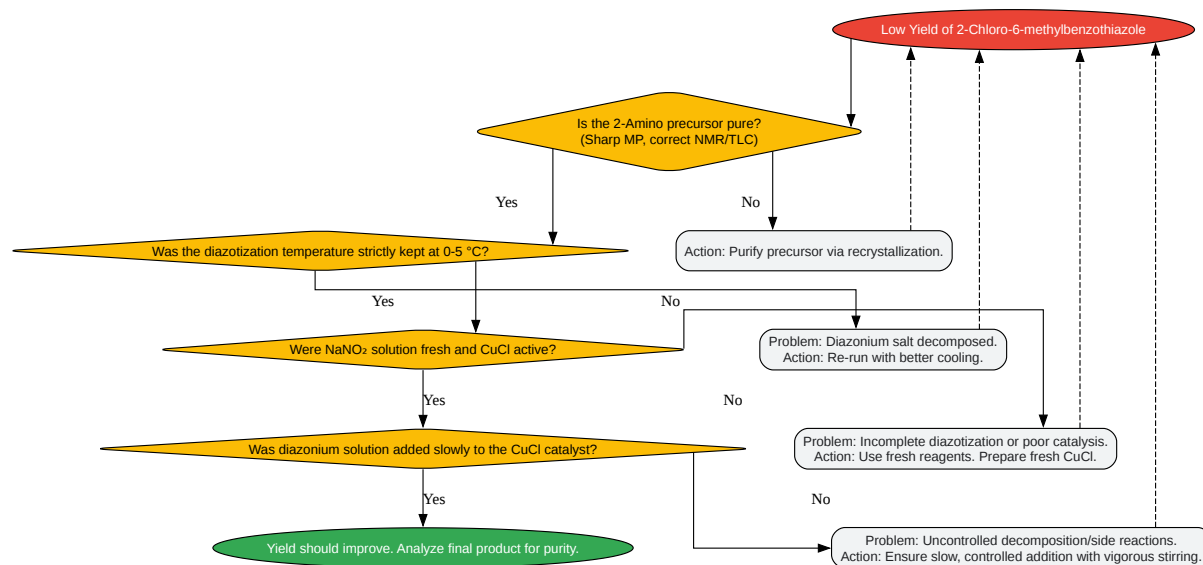 Low Yield of 2-Chloro-6-methylbenzothiazole
Is the 2-Amino precursor pure?
(Sharp MP, correct NMR/TLC)
Yes
No
Was the diazotization temperature strictly kept at 0-5 °C?
Action: Purify precursor via recrystallization.
Yes
No
Were NaNO₂ solution fresh and CuCl active?
Problem: Diazonium salt decomposed.
Action: Re-run with better cooling.
Yes
No
Was diazonium solution added slowly to the CuCl catalyst?
Problem: Incomplete diazotization or poor catalysis.
Action: Use fresh reagents. Prepare fresh CuCl.
Yes
No
Yield should improve. Analyze final product for purity.
Problem: Uncontrolled decomposition/side reactions.
Action: Ensure slow, controlled addition with vigorous stirring.